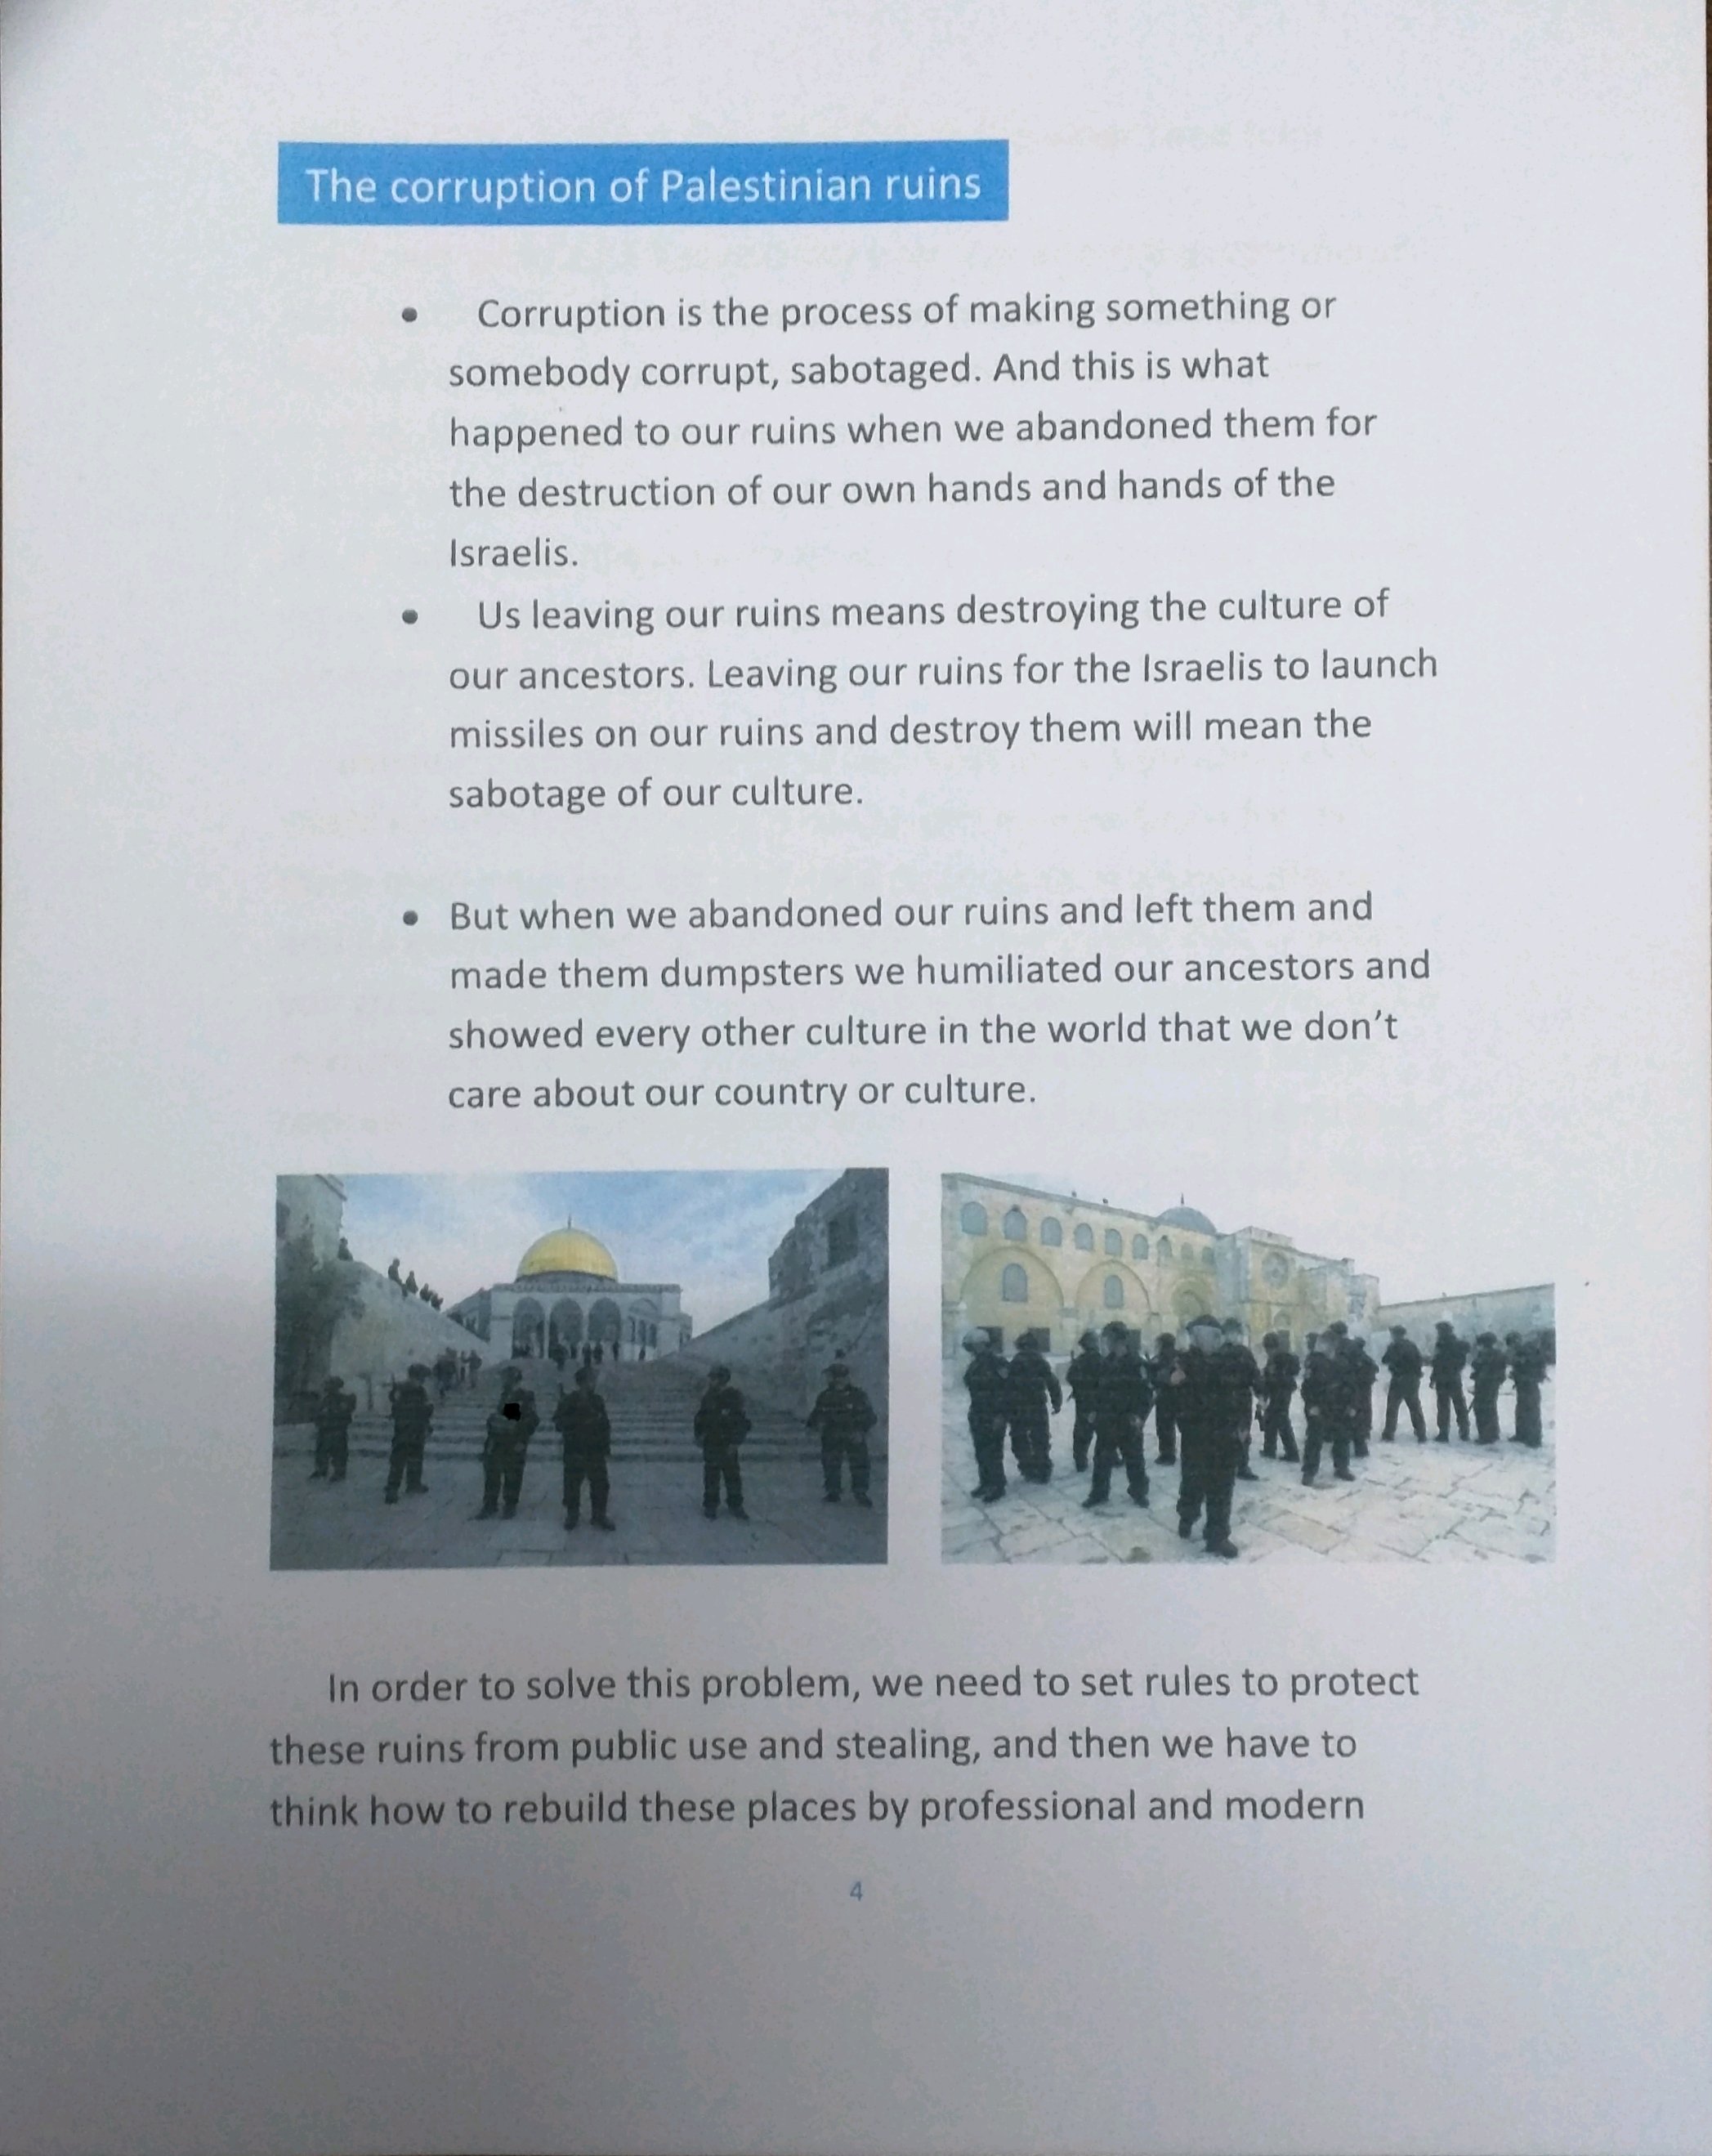 The corruption of Palestinian ruins
• Corruption is the process of making something or
somebody corrupt, sabotaged. And this is what
happened to our ruins when we abandoned them for
the destruction of our own hands and hands of the
Israelis.
• Us leaving our ruins means destroying the culture of
our ancestors. Leaving our ruins for the Israelis to launch
missiles on our ruins and destroy them will mean the
sabotage of our culture.
• But when we abandoned our ruins and left them and
made them dumpsters we humiliated our ancestors and
showed every other culture in the world that we don't
care about our country or culture.
In order to solve this problem, we need to set rules to protect
these ruins from public use and stealing, and then we have to
think how to rebuild these places by professional and modern
4